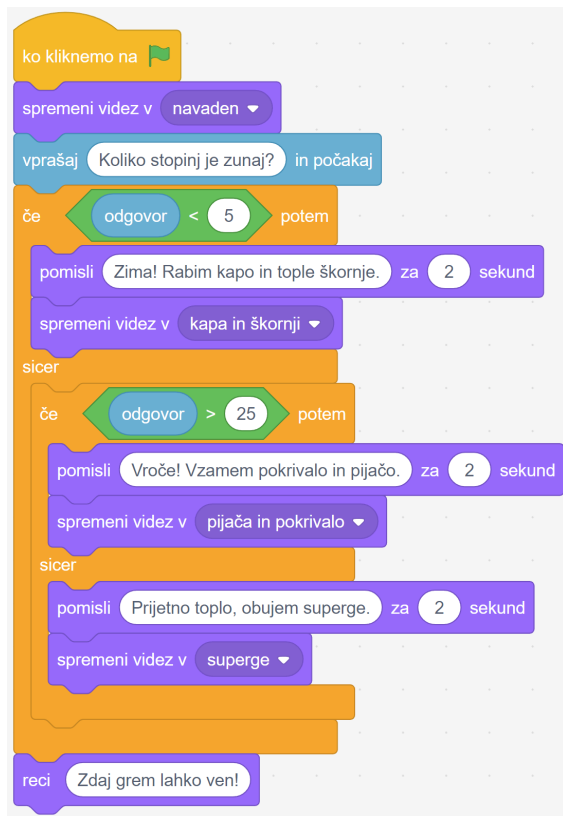 ko kliknemo na
spremeni videz v navaden
vprašaj Koliko stopinj je zunaj? in počakaj
če odgovor < 5 potem
pomisli Zima! Rabim kapo in tople škornje. za 2 sekund
spremeni videz v kapa in škornji
sicer
če odgovor > 25 potem
pomisli Vroče! Vzamem pokrivalo in pijačo. za 2 sekund
spremeni videz v pijača in pokrivalo
sicer
pomisli Prijetno toplo, obujem superge. za 2 sekund
spremeni videz v superge
reci Zdaj grem lahko ven!